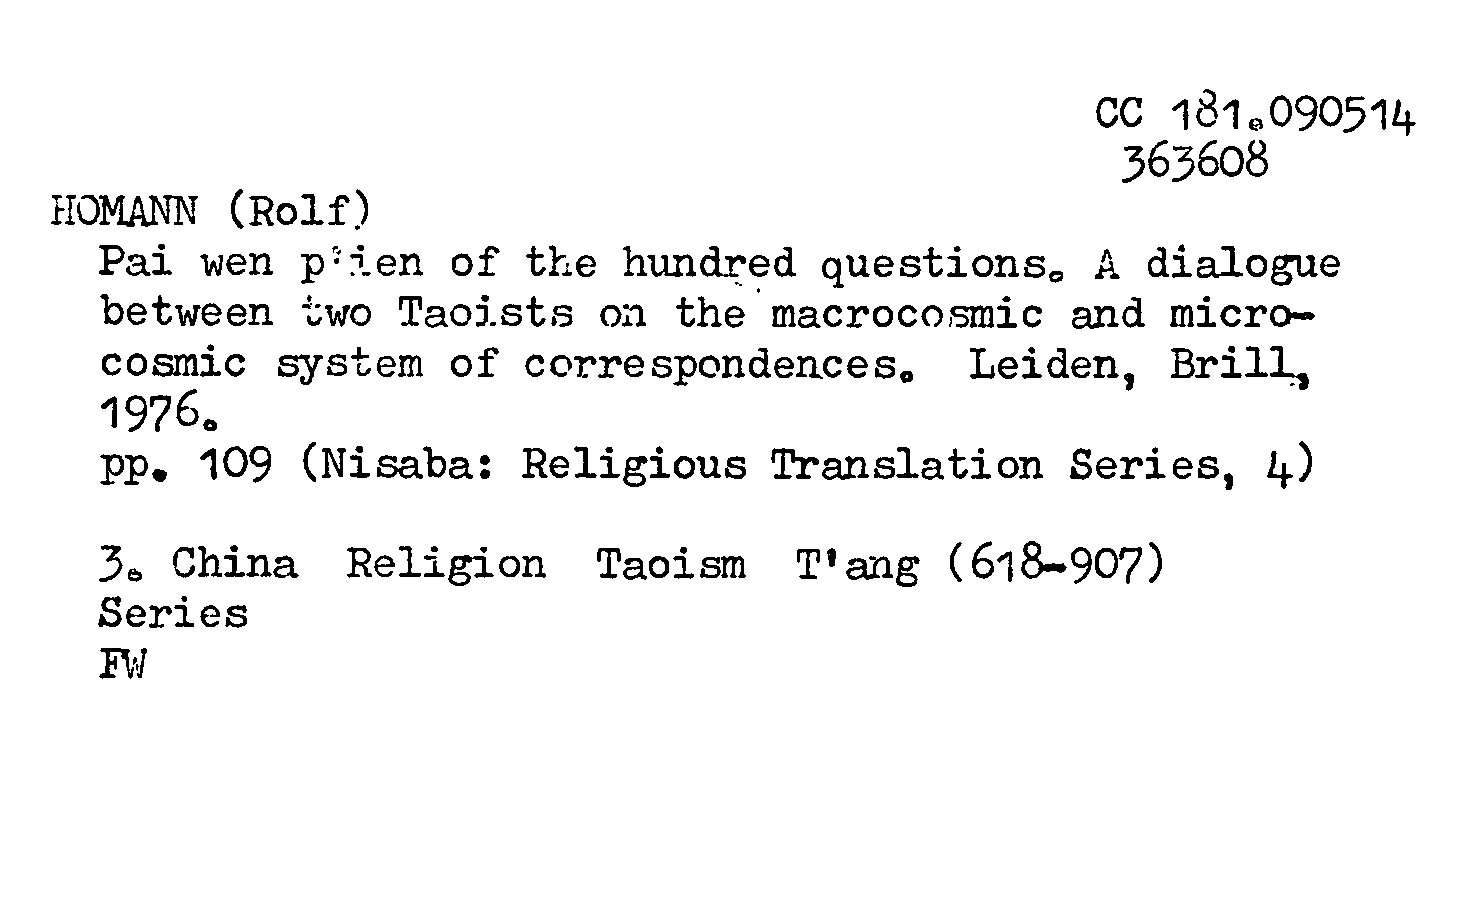 CC 181.090514
363608
HOMANN (Rolf)
Pai wen p'ien of the hundred questions. A dialogue
between two Taoists on the macrocosmic and micro-
cosmic system of correspondences. Leiden, Brill,
1976.
pp. 109 (Nisaba: Religious Translation Series, 4)
3. China Religion Taoism T'ang (618-907)
Series
FW